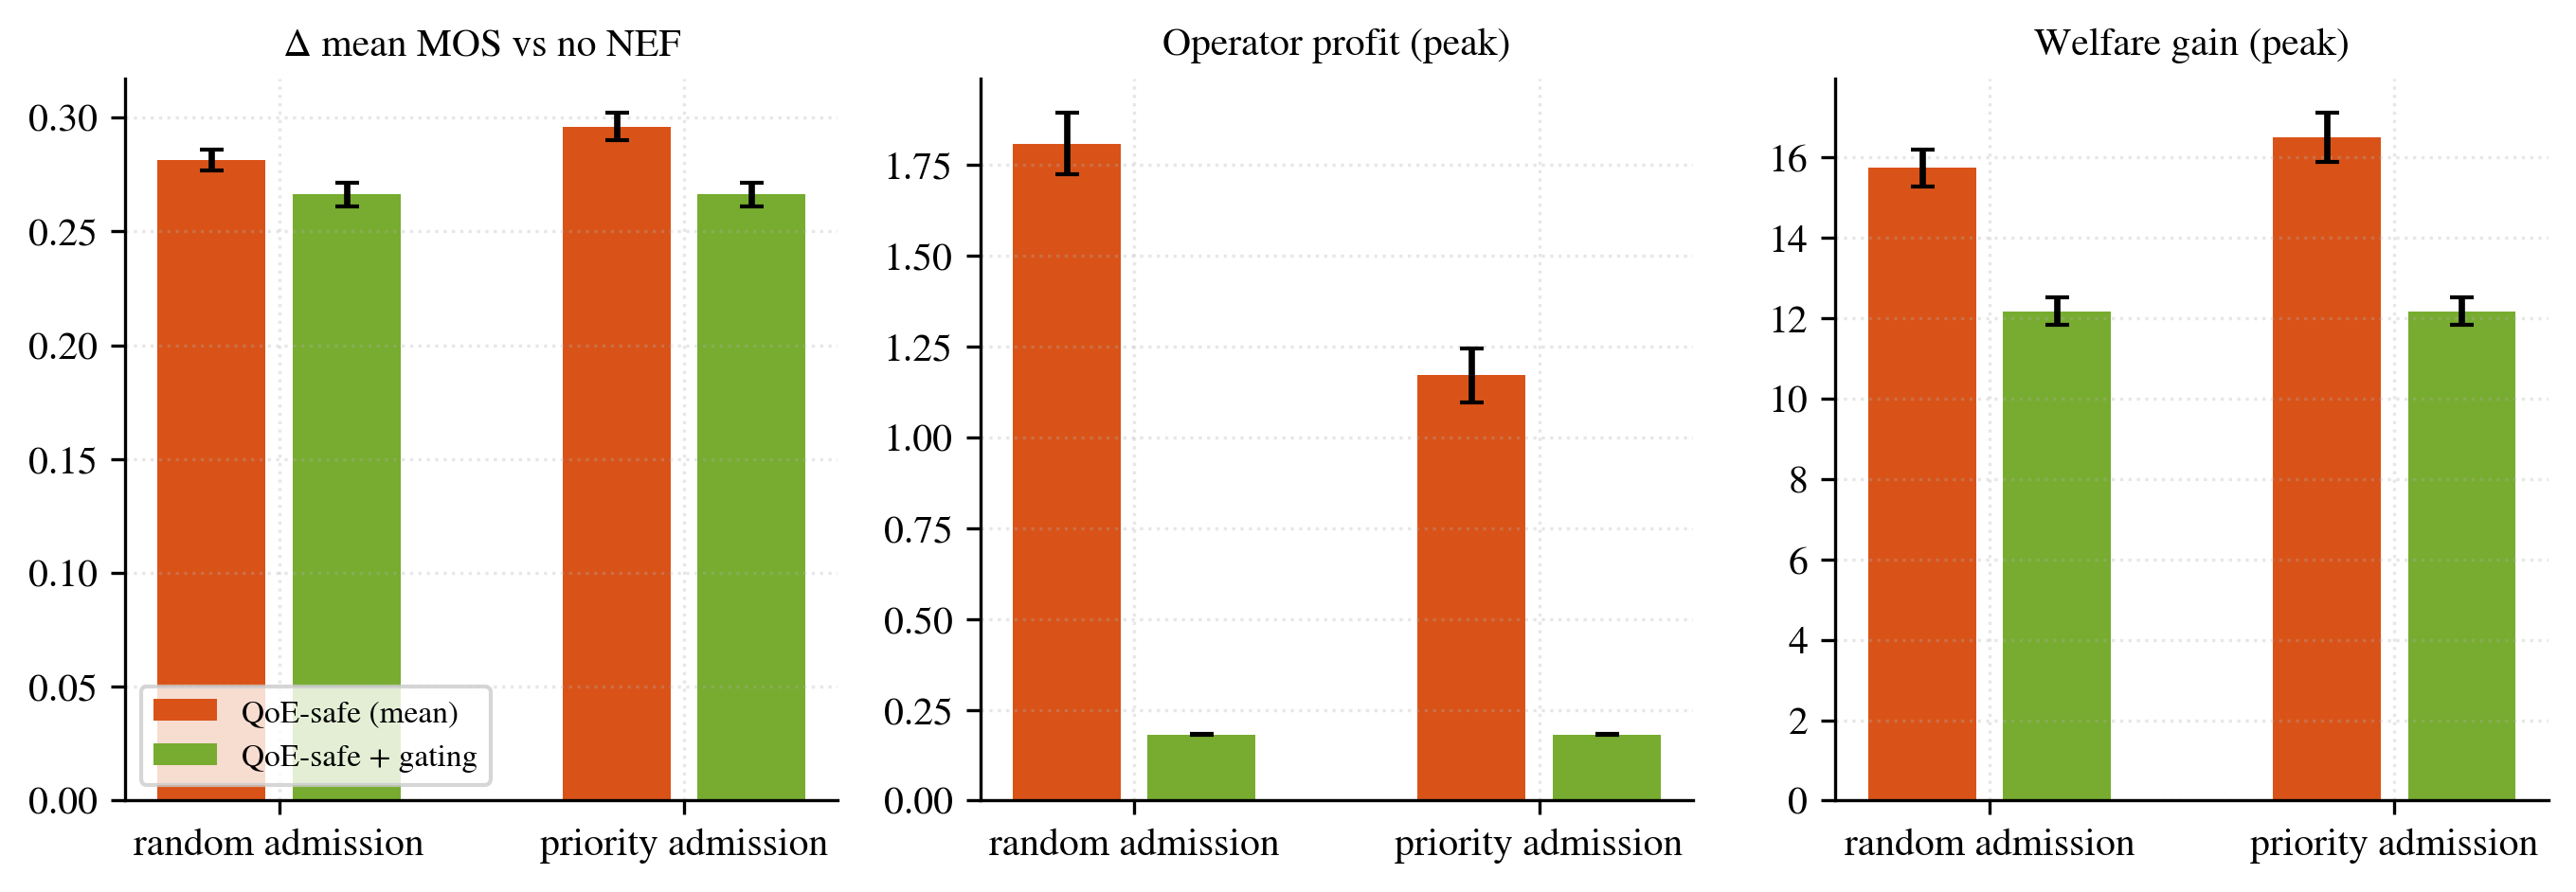 Δ mean MOS vs no NEF
0.30
0.25
0.20
0.15
0.10
0.05
0.00
QoE-safe (mean)
QoE-safe + gating
random admission
priority admission
Operator profit (peak)
1.75
1.50
1.25
1.00
0.75
0.50
0.25
0.00
random admission
priority admission
Welfare gain (peak)
16
14
12
10
8
6
4
2
0
random admission
priority admission